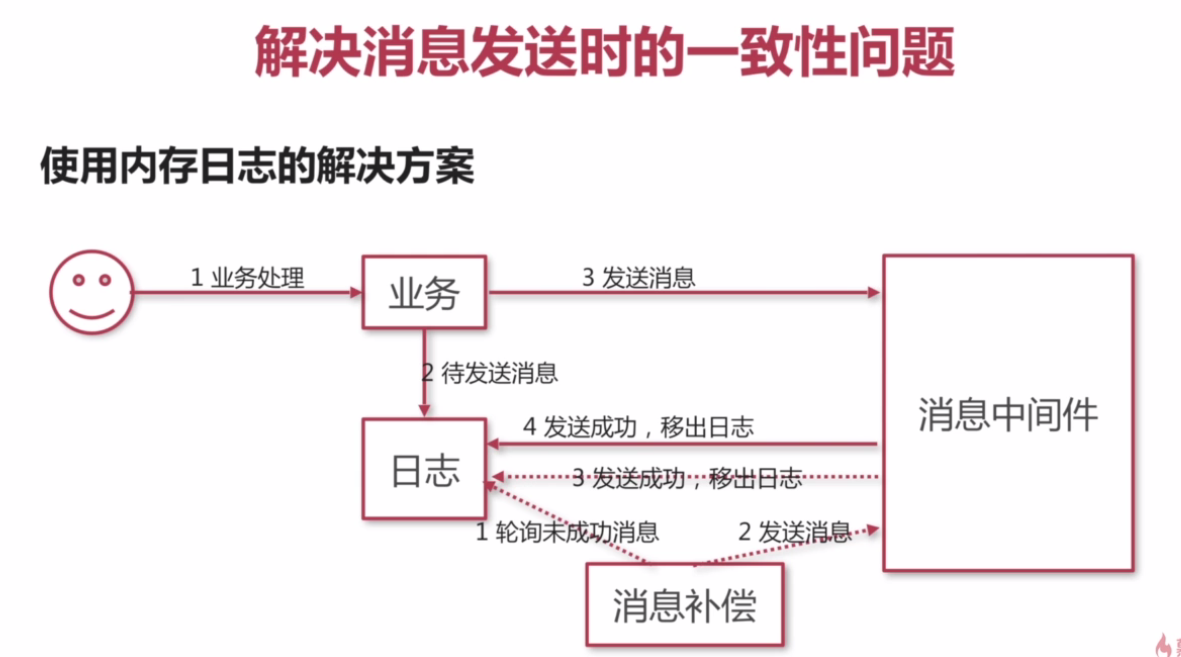 解决消息发送时的一致性问题
使用内存日志的解决方案
1 业务处理
业务
3 发送消息
2 待发送消息
消息中间件
4 发送成功，移出日志
日志
3 发送成功，移出日志
1 轮询未成功消息
2 发送消息
消息补偿